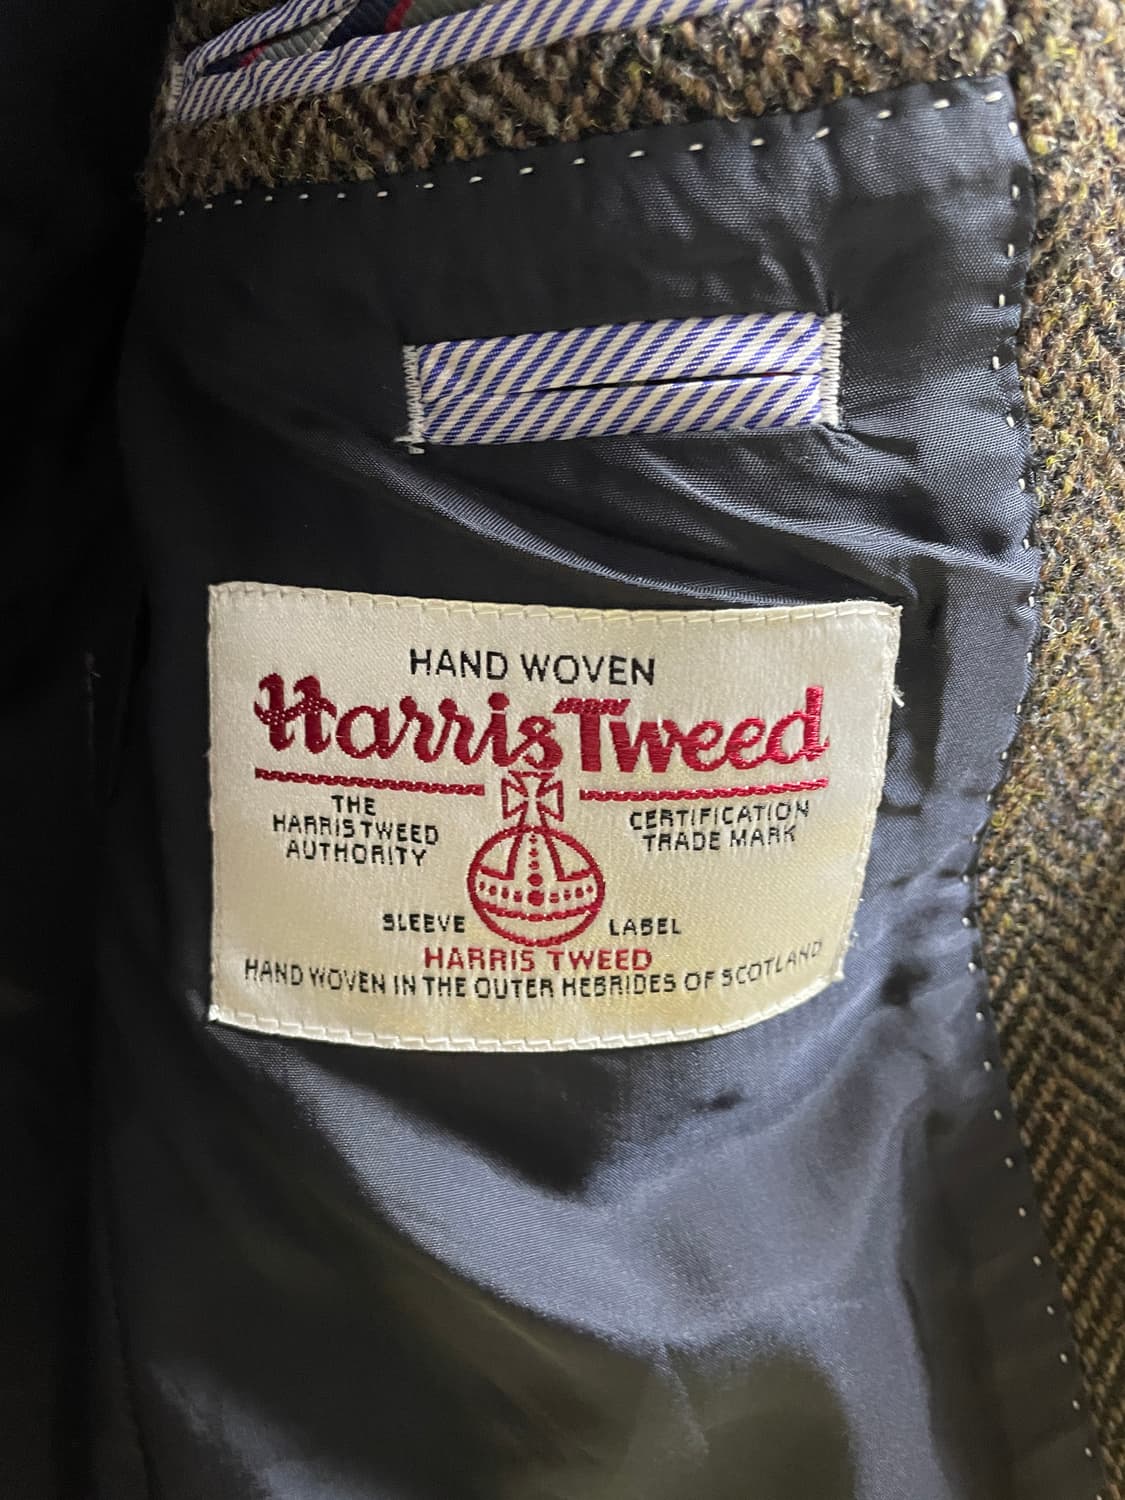 HAND WOVEN
Harris Tweed
THE
HARRIS TWEED
AUTHORITY
CERTIFICATION
TRADE MARK
SLEEVE LABEL
HARRIS TWEED
HAND WOVEN IN THE OUTER HEBRIDES OF SCOTLAND